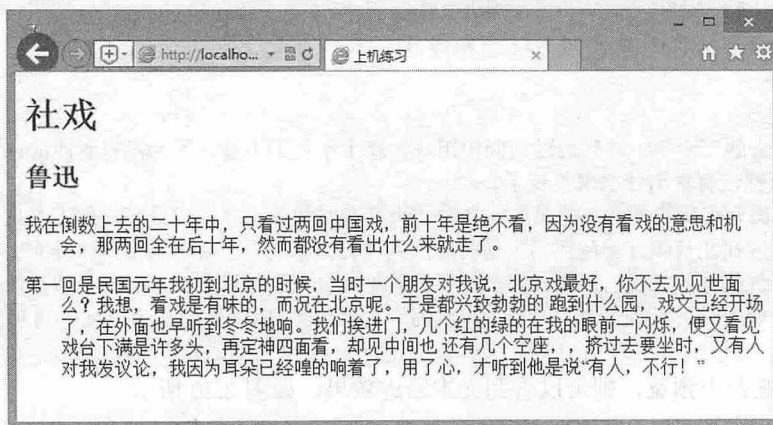 http://localho...
上机练习
社戏
鲁迅
我在倒数上去的二十年中，只看过两回中国戏，前十年是绝不看，因为没有看戏的意思和机
会，那两回全在后十年，然而都没有看出什么来就走了。
第一回是民国元年我初到北京的时候，当时一个朋友对我说，北京戏最好，你不去见见世面
么？我想，看戏是有味的，而况在北京呢。于是都兴致勃勃的 跑到什么园，戏文已经开场
了，在外面也早听到冬冬地响。我们挨进门，几个红的绿的在我的眼前一闪烁，便又看见
戏台下满是许多头，再定神四面看，却见中间也 还有几个空座，，挤过去要坐时，又有人
对我发议论，我因为耳朵已经喤的响着了，用了心，才听到他是说“有人，不行！”